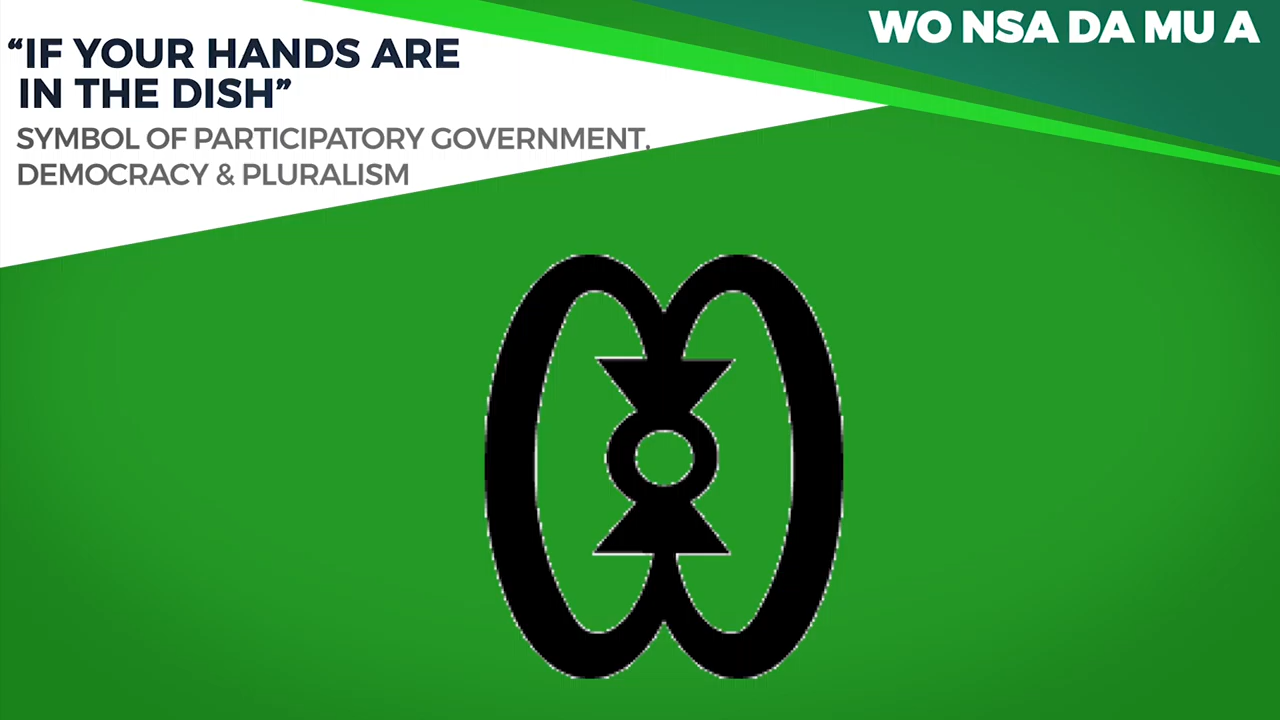 “IF YOUR HANDS ARE
IN THE DISH”
SYMBOL OF PARTICIPATORY GOVERNMENT,
DEMOCRACY & PLURALISM
WO NSA DA MU A